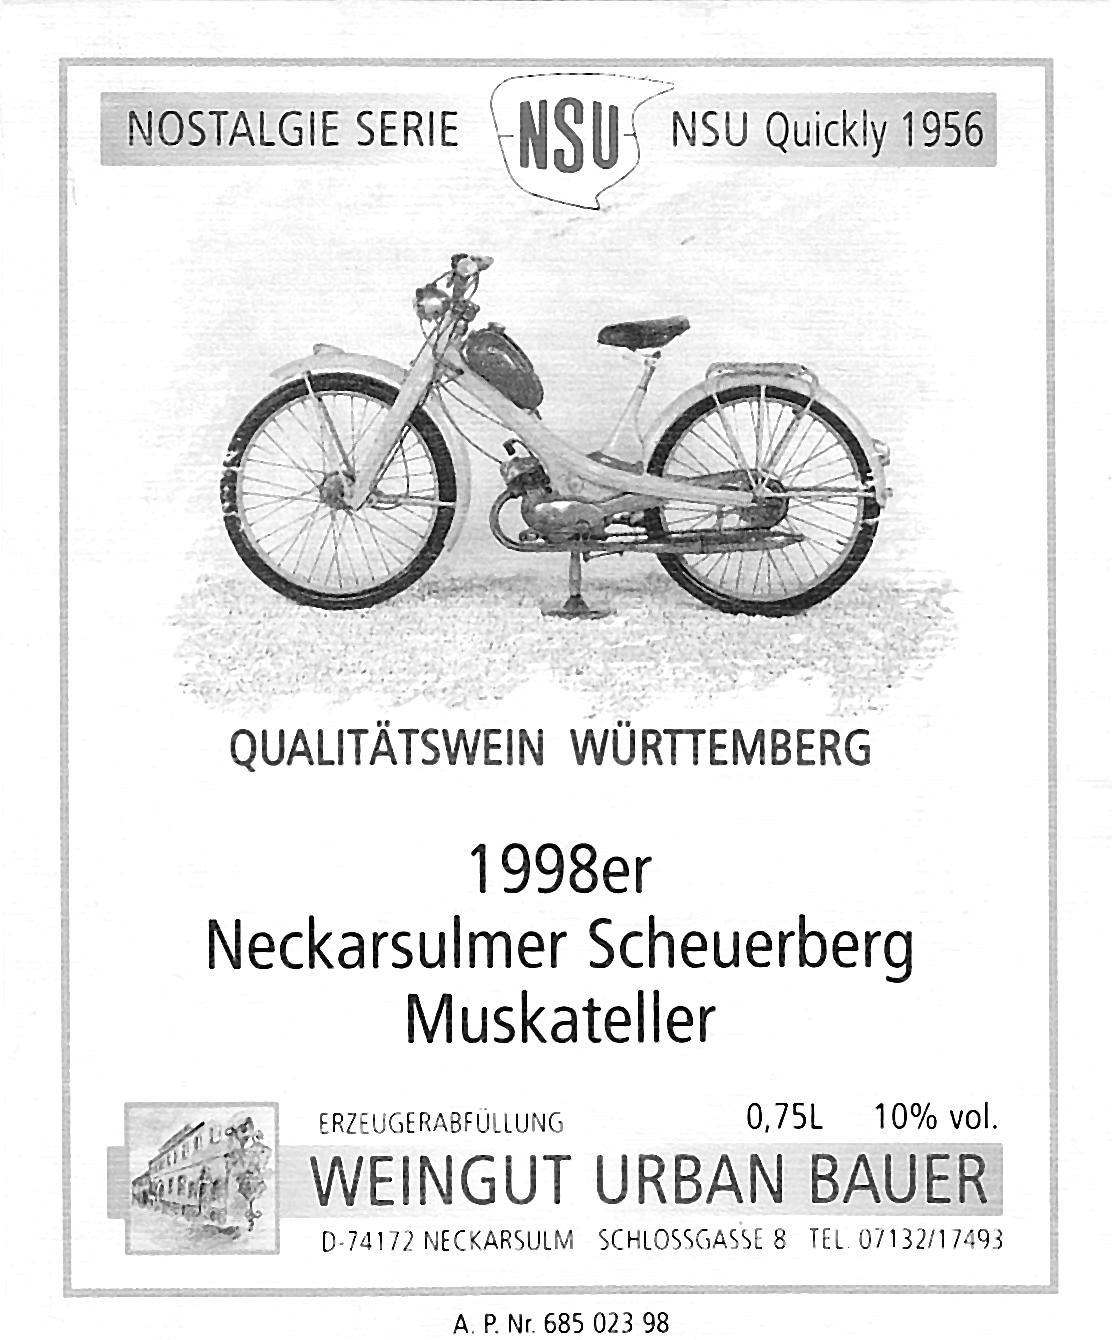 NOSTALGIE SERIE NSU NSU Quickly 1956
QUALITÄTSWEIN WÜRTTEMBERG
1998er
Neckarsulmer Scheuerberg
Muskateller
ERZEUGERABFÜLLUNG 0,75L 10% vol.
WEINGUT URBAN BAUER
D-74172 NECKARSULM SCHLOSSGASSE 8 TEL. 07132/17493
A. P. Nr. 685 023 98